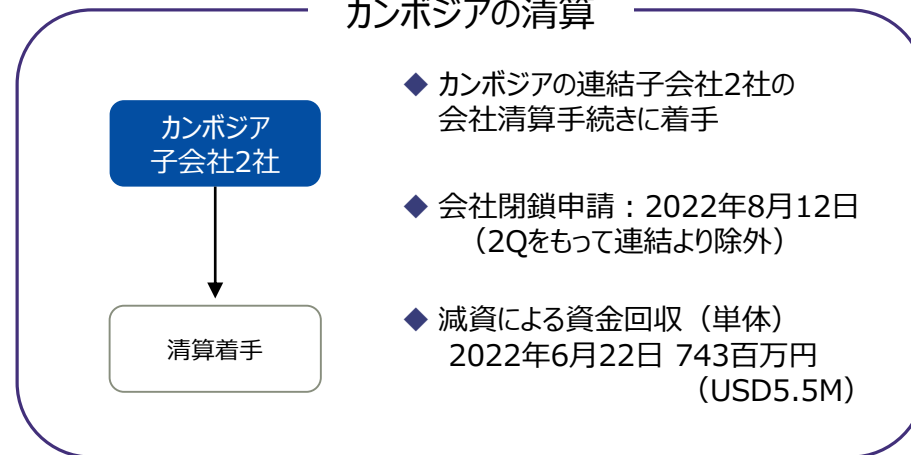 カンボジアの清算
カンボジア
子会社2社
清算着手
◆ カンボジアの連結子会社2社の
会社清算手続きに着手
◆ 会社閉鎖申請：2022年8月12日
（2Qをもって連結より除外）
◆ 減資による資金回収（単体）
2022年6月22日 743百万円
（USD5.5M）